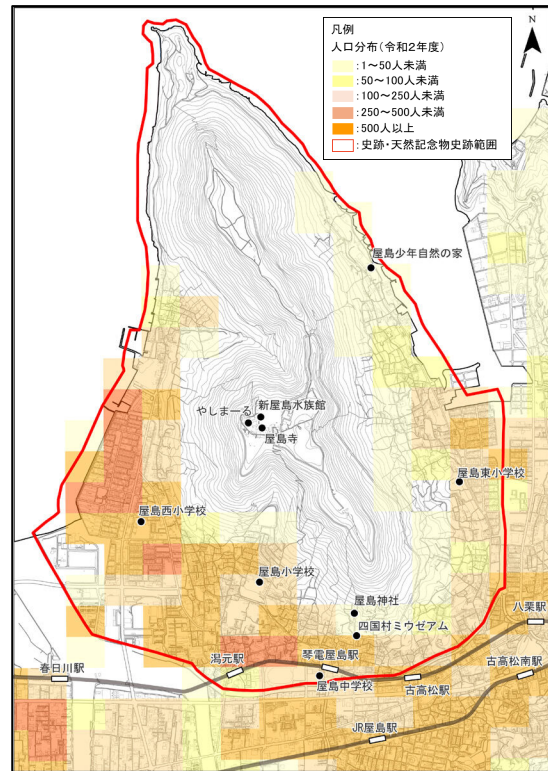 凡例
人口分布(令和2年度)
:1～50人未満
:50～100人未満
:100～250人未満
:250～500人未満
:500人以上
:史跡・天然記念物史跡範囲
N
屋島少年自然の家
新屋島水族館
やしまーる
屋島寺
屋島東小学校
屋島西小学校
屋島小学校
屋島神社
四国村ミウゼアム
八栗駅
琴電屋島駅
潟元駅
春日川駅
古高松南駅
屋島中学校
古高松駅
JR屋島駅